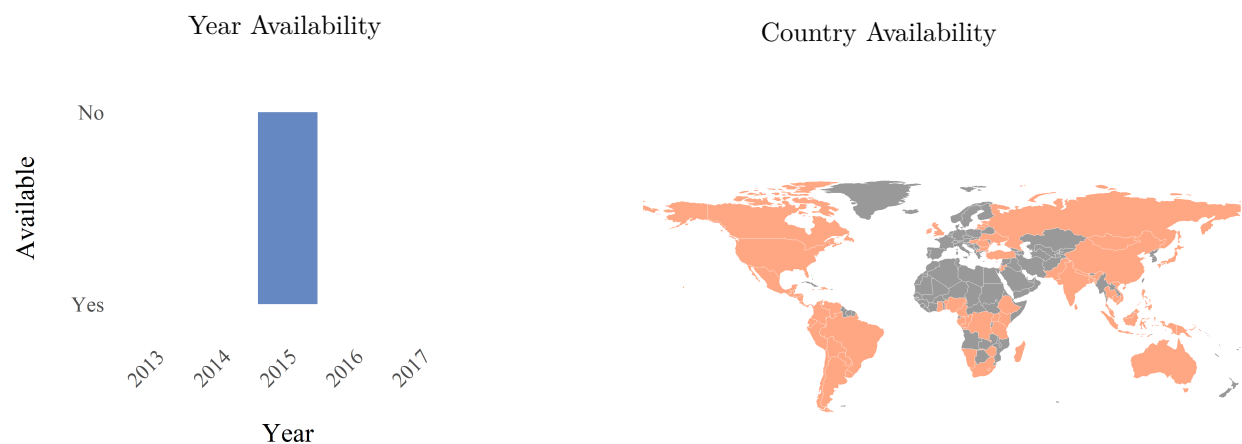 Year Availability
No
Available
Yes
2013
2014
2015
2016
2017
Year
Country Availability